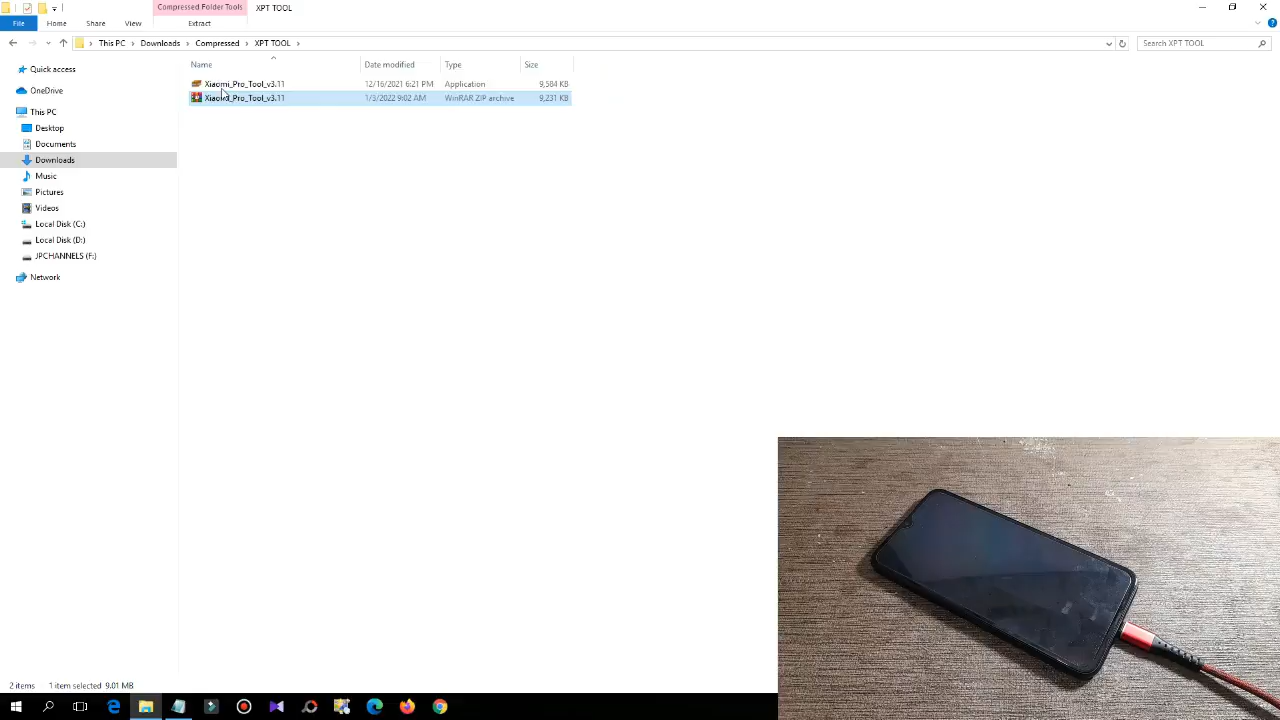 Compressed Folder Tools
XPT TOOL
File
Home
Share
View
Extract
This PC
Downloads
Compressed
XPT TOOL
Search XPT TOOL
Name
Date modified
Type
Size
Xiaomi_Pro_Tool_v3.11
12/16/2021 6:21 PM
Application
9,584 KB
Xiaomi_Pro_Tool_v3.11
1/3/2022 9:02 AM
WinRAR ZIP archive
9,231 KB
Quick access
OneDrive
This PC
Desktop
Documents
Downloads
Music
Pictures
Videos
Local Disk (C:)
Local Disk (D:)
JPCHANNELS (F:)
Network
2 items
1 item selected 9.01 MB